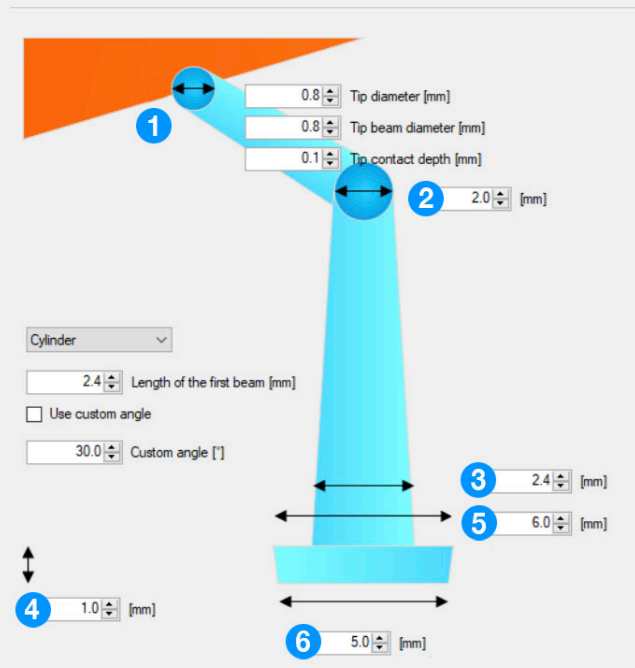 0.8 Tip diameter [mm]
1 0.8 Tip beam diameter [mm]
0.1 Tip contact depth [mm]
2 2.0 [mm]
Cylinder
2.4 Length of the first beam [mm]
Use custom angle
30.0 Custom angle [°]
3 2.4 [mm]
5 6.0 [mm]
4 1.0 [mm]
6 5.0 [mm]